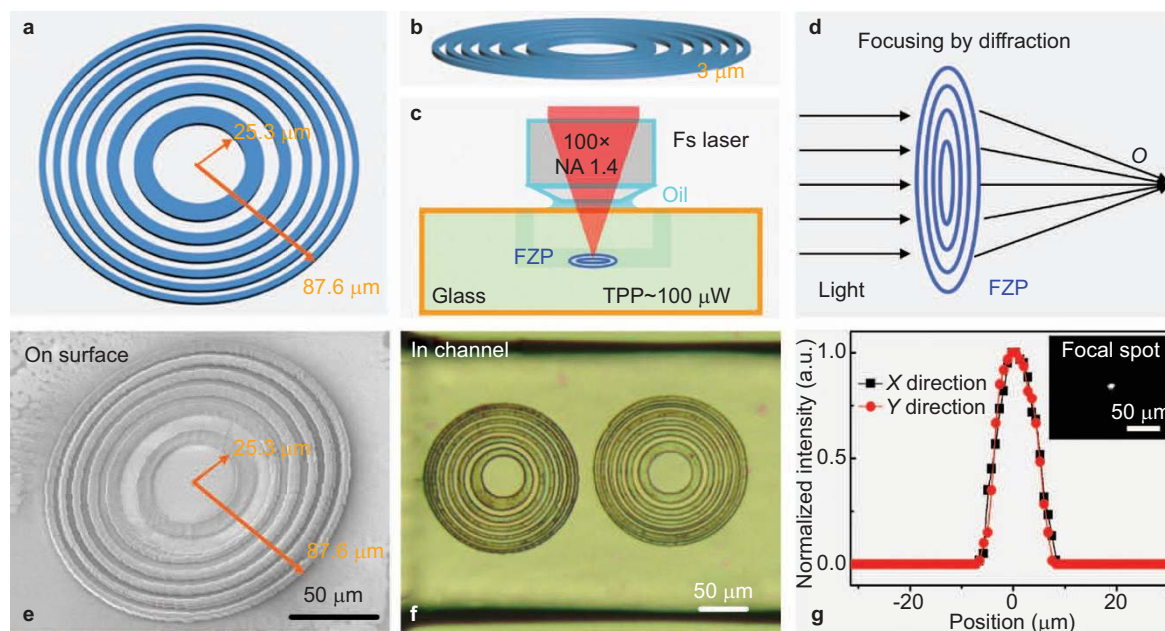 a
25.3 μm
87.6 μm
b
3 μm
c
100×
NA 1.4
Fs laser
Oil
FZP
Glass
TPP~100 μW
d
Focusing by diffraction
O
Light
FZP
On surface
25.3 μm
87.6 μm
50 μm
e
In channel
50 μm
f
Normalized intensity (a.u.)
1.0
0.5
0.0
X direction
Y direction
Focal spot
50 μm
-20
0
20
Position (μm)
g